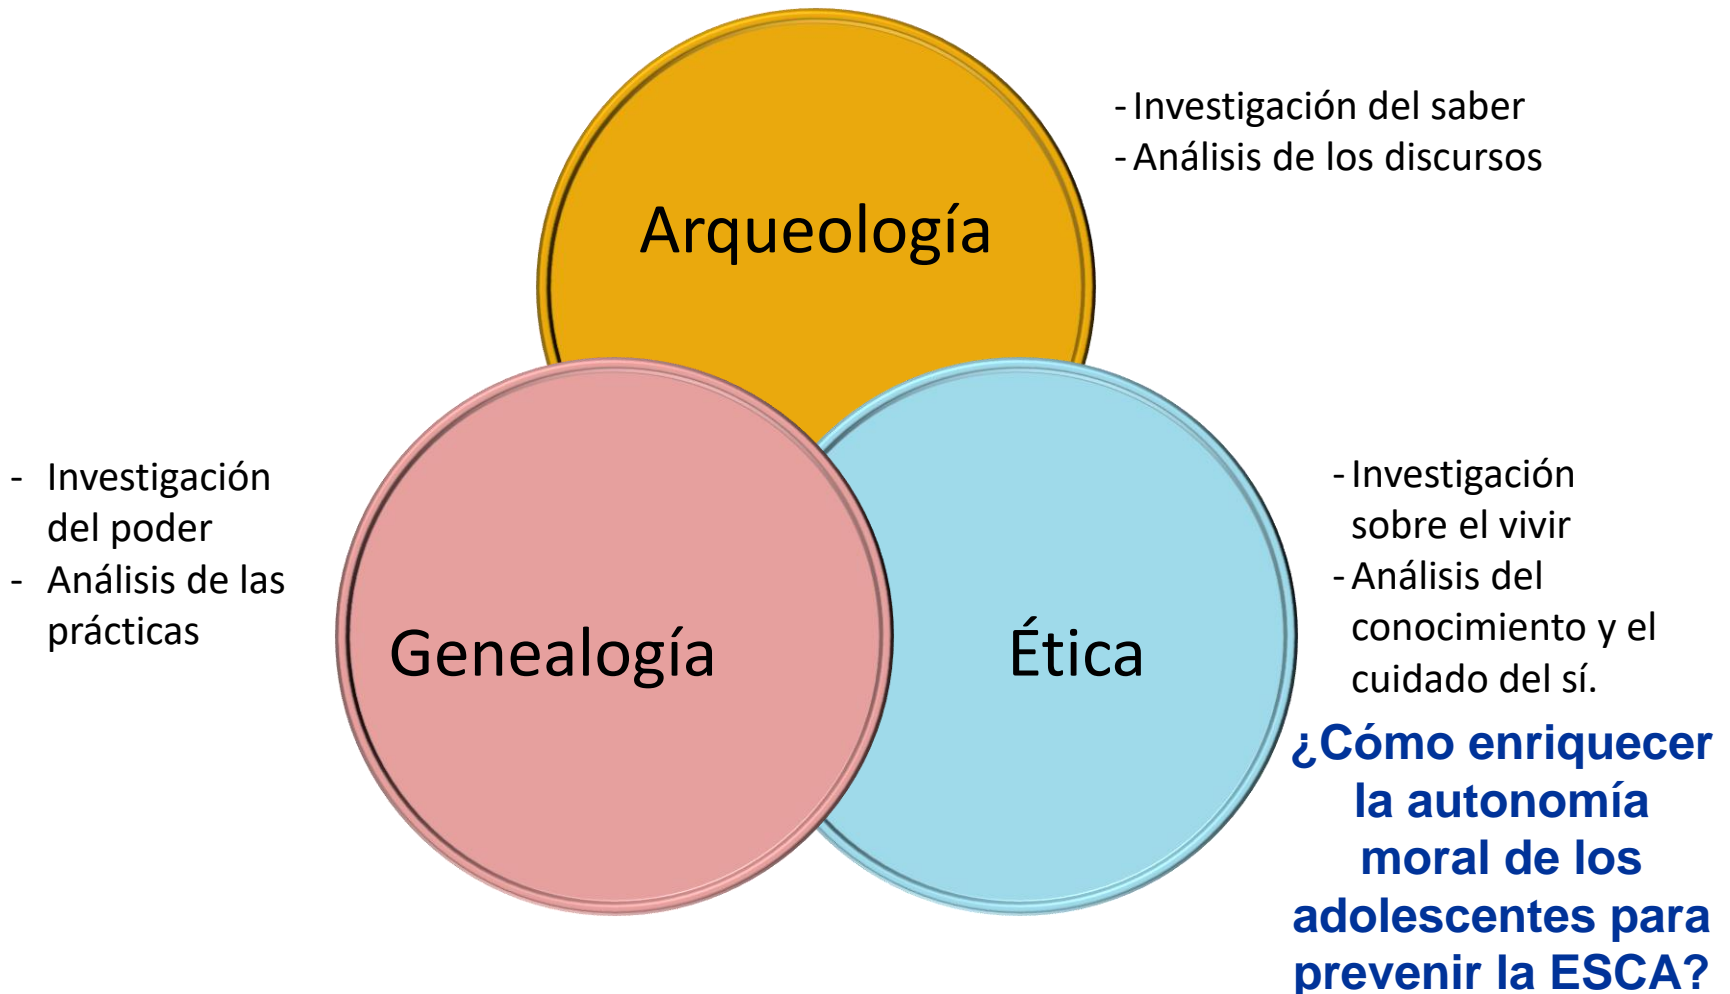 Arqueología
- Investigación del saber
- Análisis de los discursos
Genealogía
- Investigación
del poder
- Análisis de las
prácticas
Ética
- Investigación
sobre el vivir
- Análisis del
conocimiento y el
cuidado del sí.
¿Cómo enriquecer
la autonomía
moral de los
adolescentes para
prevenir la ESCA?